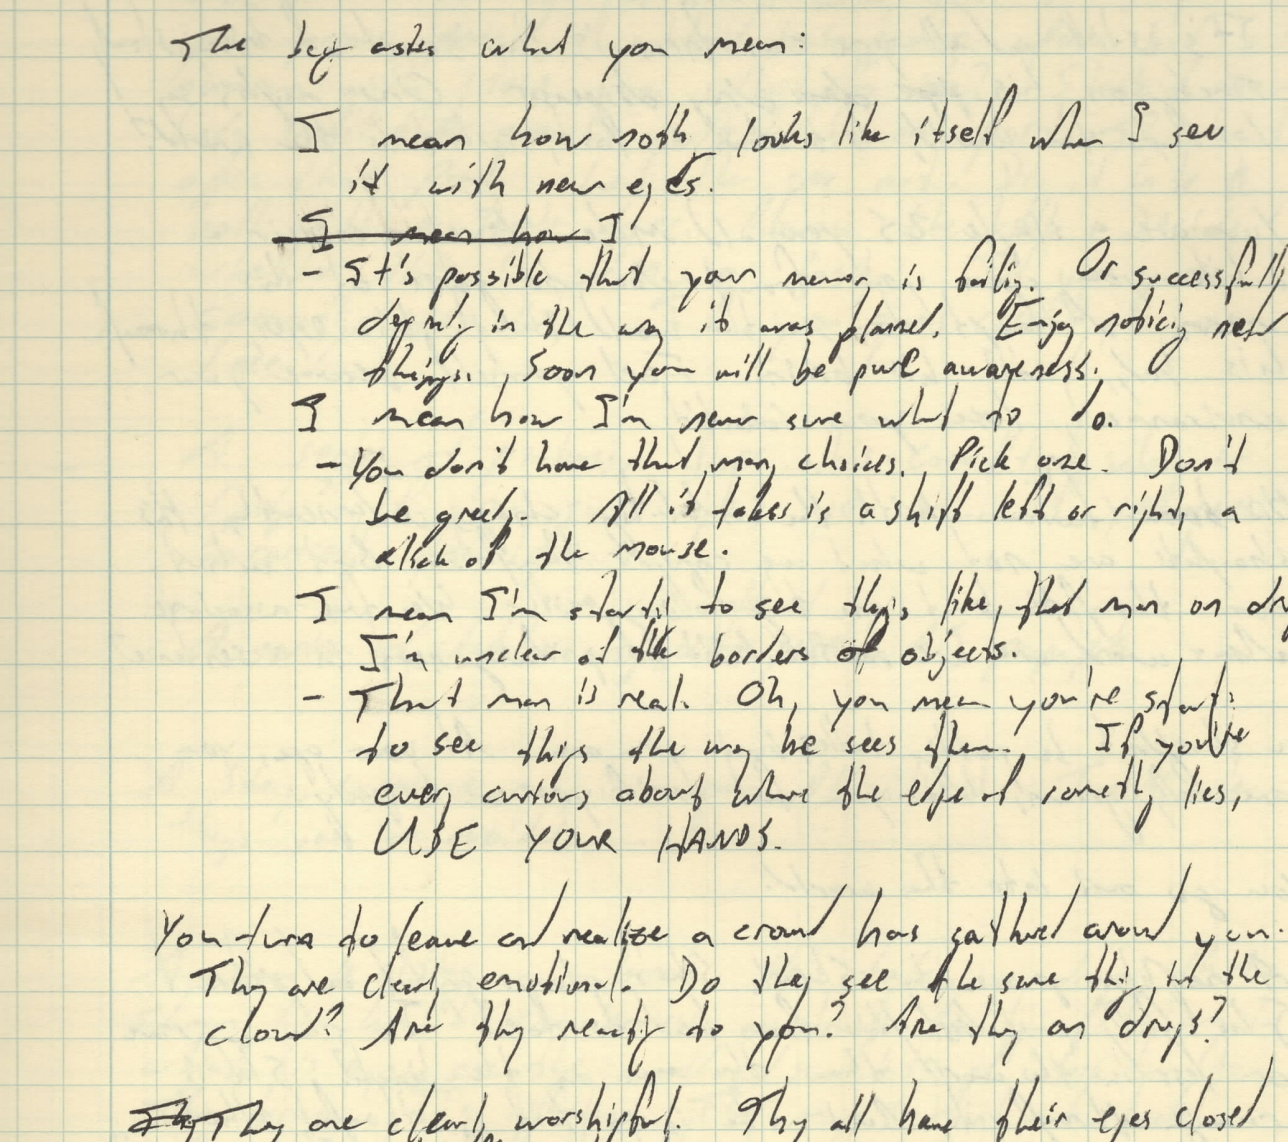 The boy asks what you mean:
I mean how nothing looks like itself when I see
it with new eyes.
I mean how I
- It's possible that your memory is failing. Or successfully
in the way it was planned. Enjoy noticing new
things. Soon you will be pure awareness.
I mean how I'm never sure what to do.
- You don't have that many choices. Pick one. Don't
be greedy. All it takes is a shift left or right, a
click of the mouse.
I mean I'm starting to see things like that man on
I'm unclear of the borders of objects.
- That man is real. Oh, you mean you're starting
to see things the way he sees them. If you're
every curious about where the edge of something lies,
USE YOUR HANDS.
You turn to leave and realize a crowd has gathered around you.
They are clearly emotional. Do they see the same thing in the
cloud? Are they reacting to you? Are they on drugs?
They are clearly worshipful. They all have their eyes closed